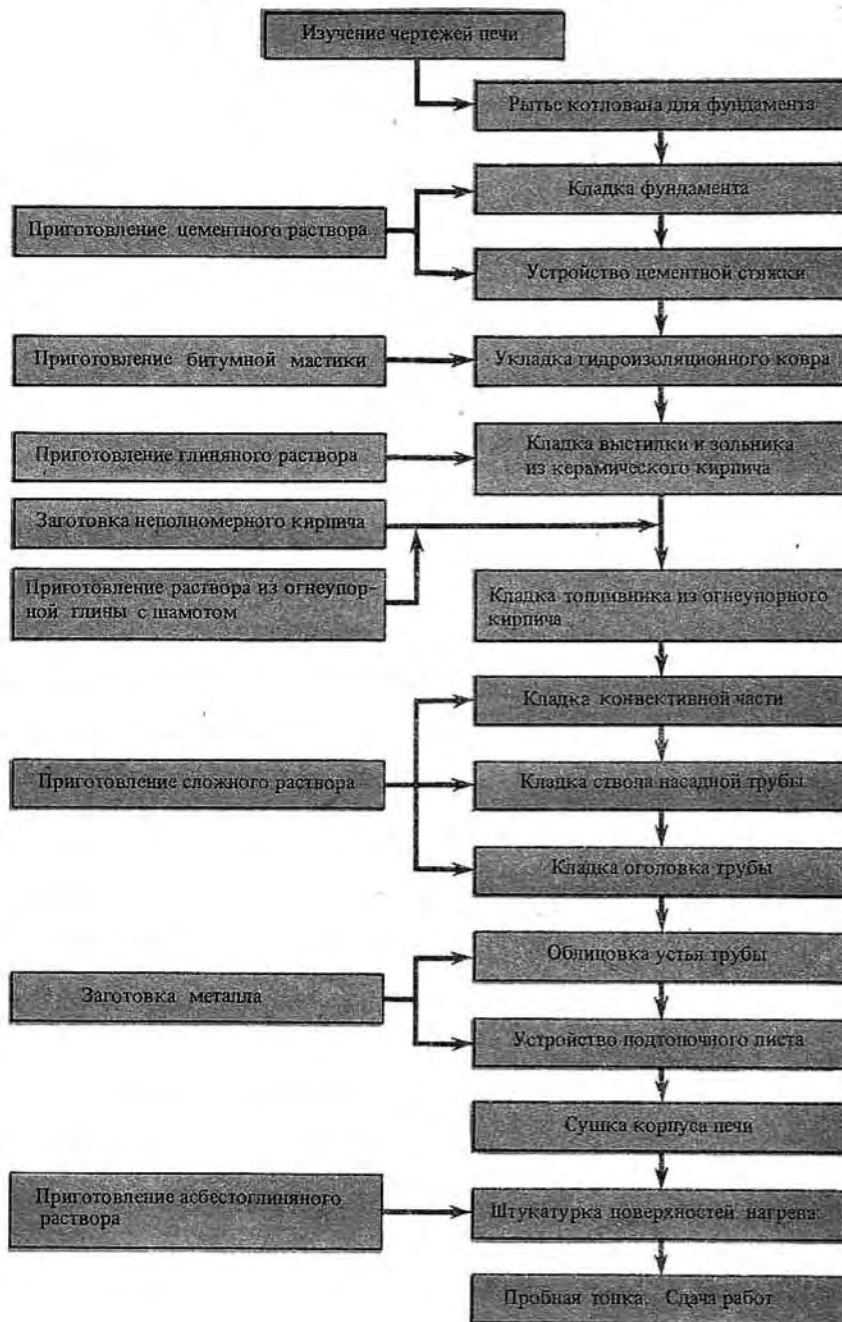 Изучение чертежей печи
Рытье котлована для фундамента
Кладка фундамента
Приготовление цементного раствора
Устройство цементной стяжки
Приготовление битумной мастики
Укладка гидроизоляционного ковра
Приготовление глиняного раствора
Кладка выстилки и зольника
из керамического кирпича
Заготовка неполномерного кирпича
Приготовление раствора из огнеупор-
ной глины с шамотом
Кладка топливника из огнеупорного
кирпича
Кладка конвективной части
Приготовление сложного раствора
Кладка ствола насадной трубы
Кладка оголовка трубы
Облицовка устья трубы
Заготовка металла
Устройство подтопочного листа
Сушка корпуса печи
Приготовление асбестоглиняного
раствора
Штукатурка поверхностей нагрева
Пробная топка. Сдача работ